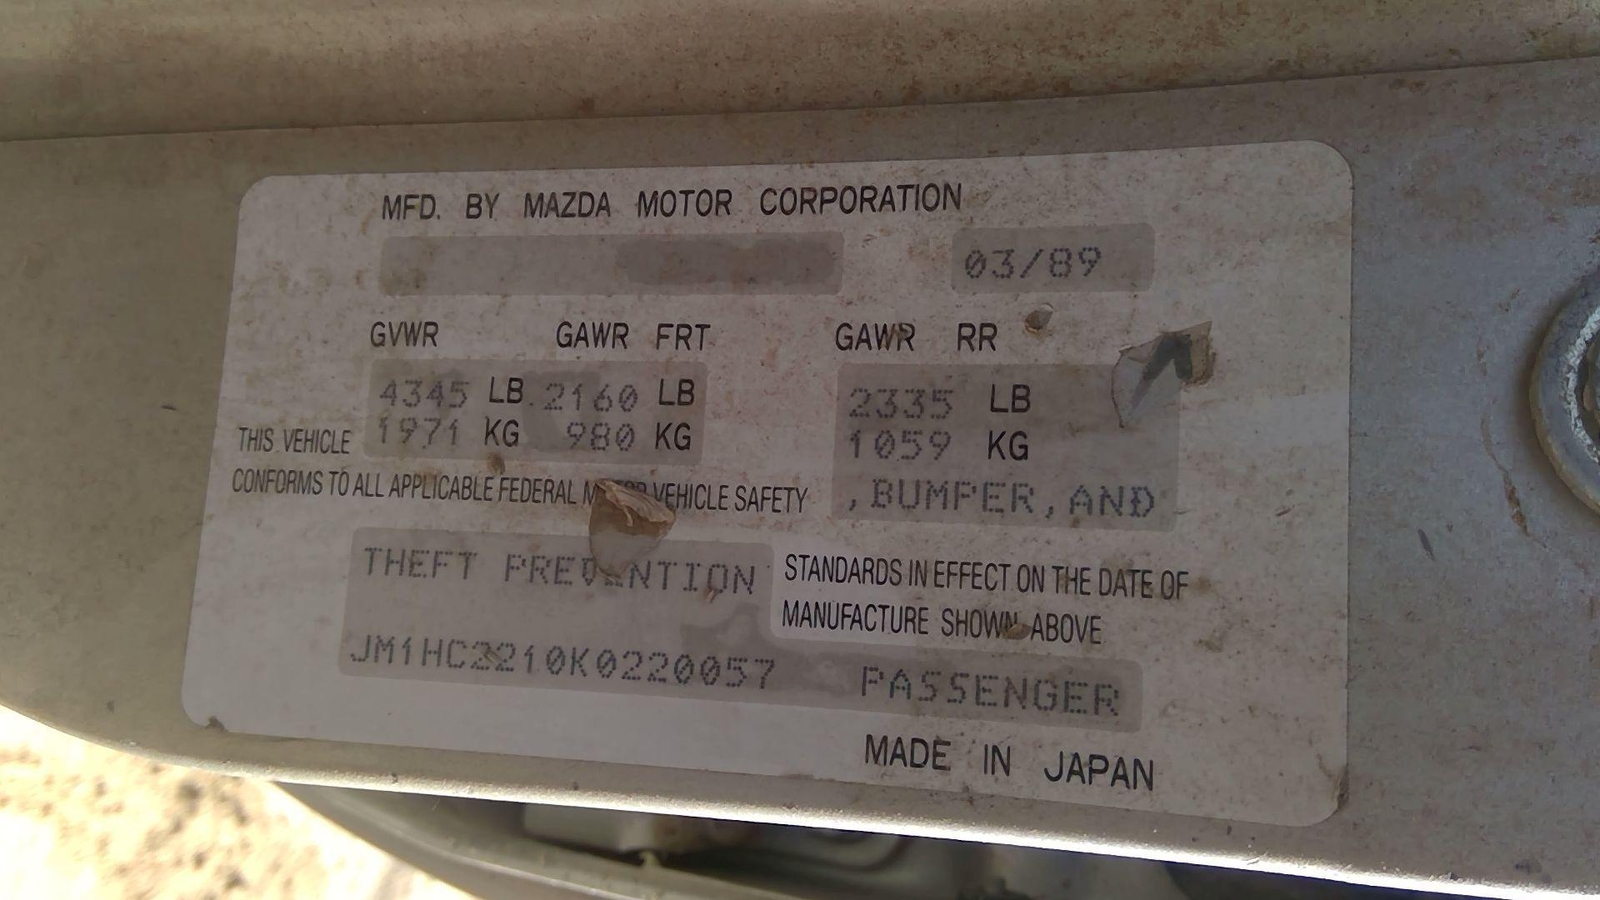 MFD. BY MAZDA MOTOR CORPORATION
03/89
GVWR GAWR FRT GAWR RR
4345 LB 2160 LB 2335 LB
THIS VEHICLE 1971 KG 980 KG 1059 KG
CONFORMS TO ALL APPLICABLE FEDERAL MOTOR VEHICLE SAFETY ,BUMPER,AND
THEFT PREVENTION STANDARDS IN EFFECT ON THE DATE OF
MANUFACTURE SHOWN ABOVE
JM1HC2210K0220057 PASSENGER
MADE IN JAPAN